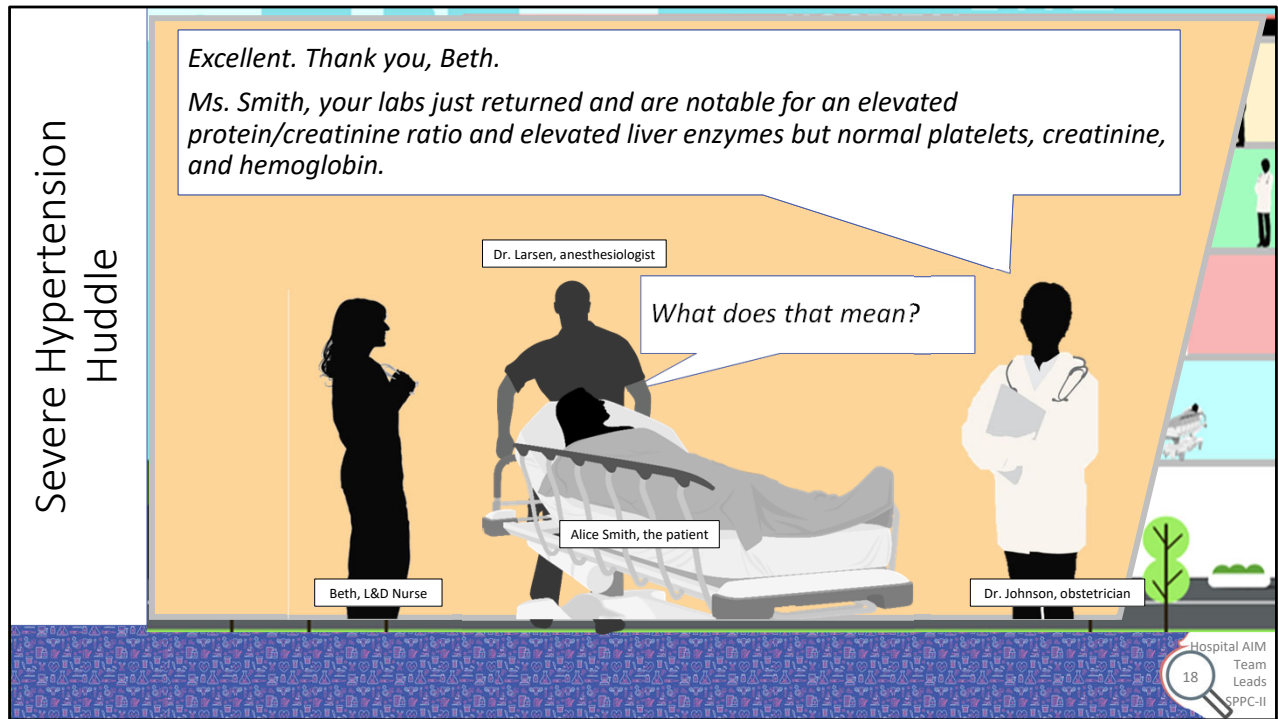 Severe Hypertension
Huddle
Excellent. Thank you, Beth.
Ms. Smith, your labs just returned and are notable for an elevated
protein/creatinine ratio and elevated liver enzymes but normal platelets, creatinine,
and hemoglobin.
Dr. Larsen, anesthesiologist
What does that mean?
Alice Smith, the patient
Beth, L&D Nurse
Dr. Johnson, obstetrician
Hospital AIM
Team
18
Leads
SPPC-II